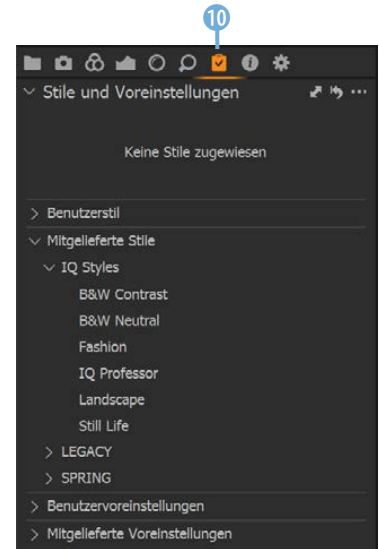 10
Stile und Voreinstellungen
Keine Stile zugewiesen
Benutzerstil
Mitgelieferte Stile
IQ Styles
B&W Contrast
B&W Neutral
Fashion
IQ Professor
Landscape
Still Life
LEGACY
SPRING
Benutzervoreinstellungen
Mitgelieferte Voreinstellungen